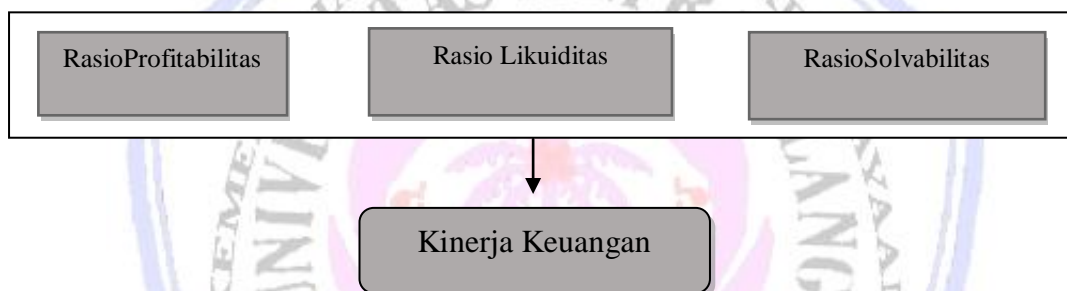 RasioProfitabilitas
Rasio Likuiditas
RasioSolvabilitas
Kinerja Keuangan